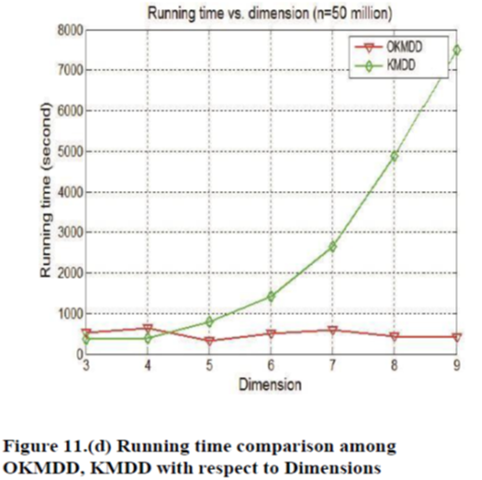 Running time vs. dimension (n=50 million)
8000
7000
6000
5000
4000
3000
2000
1000
0
Running time (second)
OKMDD
KMDD
3 4 5 6 7 8 9
Dimension
Figure 11.(d) Running time comparison among
OKMDD, KMDD with respect to Dimensions